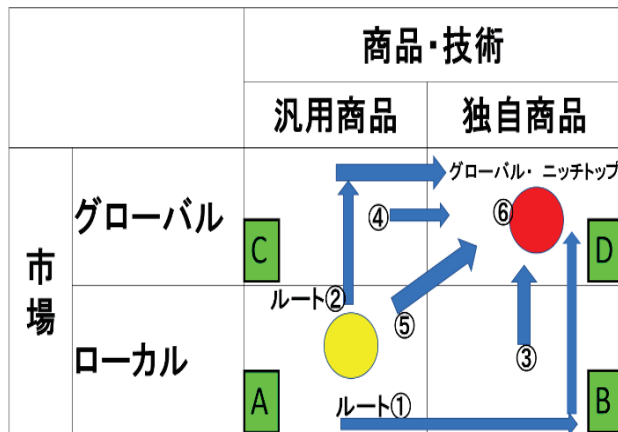 商品・技術
汎用商品
独自商品
市場
グローバル
グローバル・ ニッチトップ
④
⑥
C
D
ルート②
⑤
ローカル
③
A
ルート①
B